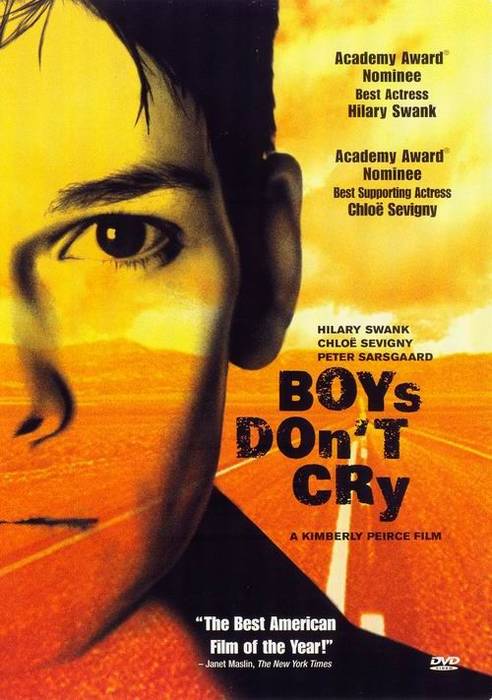 Academy Award®
Nominee
Best Actress
Hilary Swank
Academy Award®
Nominee
Best Supporting Actress
Chloë Sevigny
HILARY SWANK
CHLOË SEVIGNY
PETER SARSGAARD
BOYs
DOn'T
CRy
A KIMBERLY PEIRCE FILM
“The Best American
Film of the Year!”
– Janet Maslin, The New York Times
DVD
VIDEO